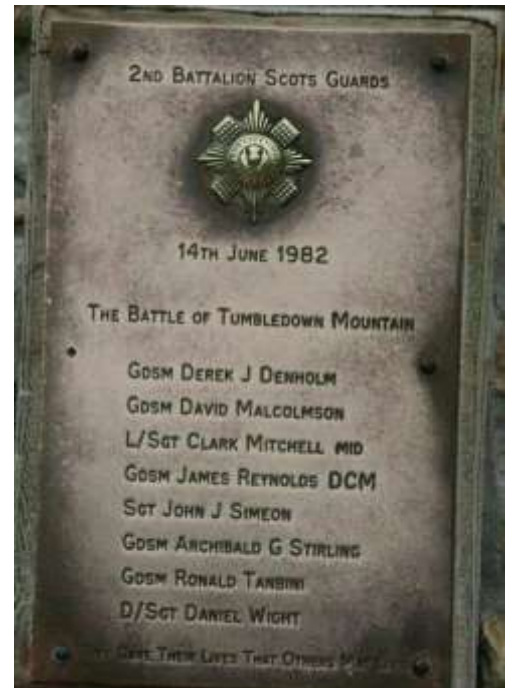 2ND BATTALION SCOTS GUARDS
14TH JUNE 1982
THE BATTLE OF TUMBLEDOWN MOUNTAIN
GDSM DEREK J DENHOLM
GDSM DAVID MALCOLMSON
L/SGT CLARK MITCHELL MID
GDSM JAMES REYNOLDS DCM
SGT JOHN J SIMEON
GDSM ARCHIBALD G STIRLING
GDSM RONALD TANBINI
D/SGT DANIEL WIGHT
GAVE THEIR LIVES THAT OTHERS